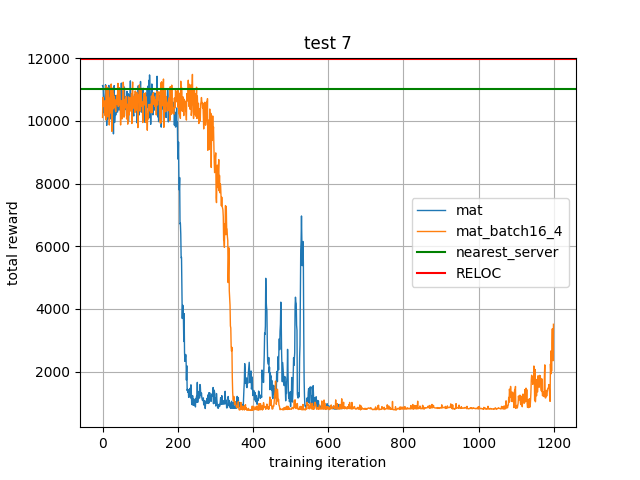 test 7
12000
10000
8000
6000
4000
2000
total reward
mat
mat_batch16_4
nearest_server
RELOC
0
200
400
600
800
1000
1200
training iteration